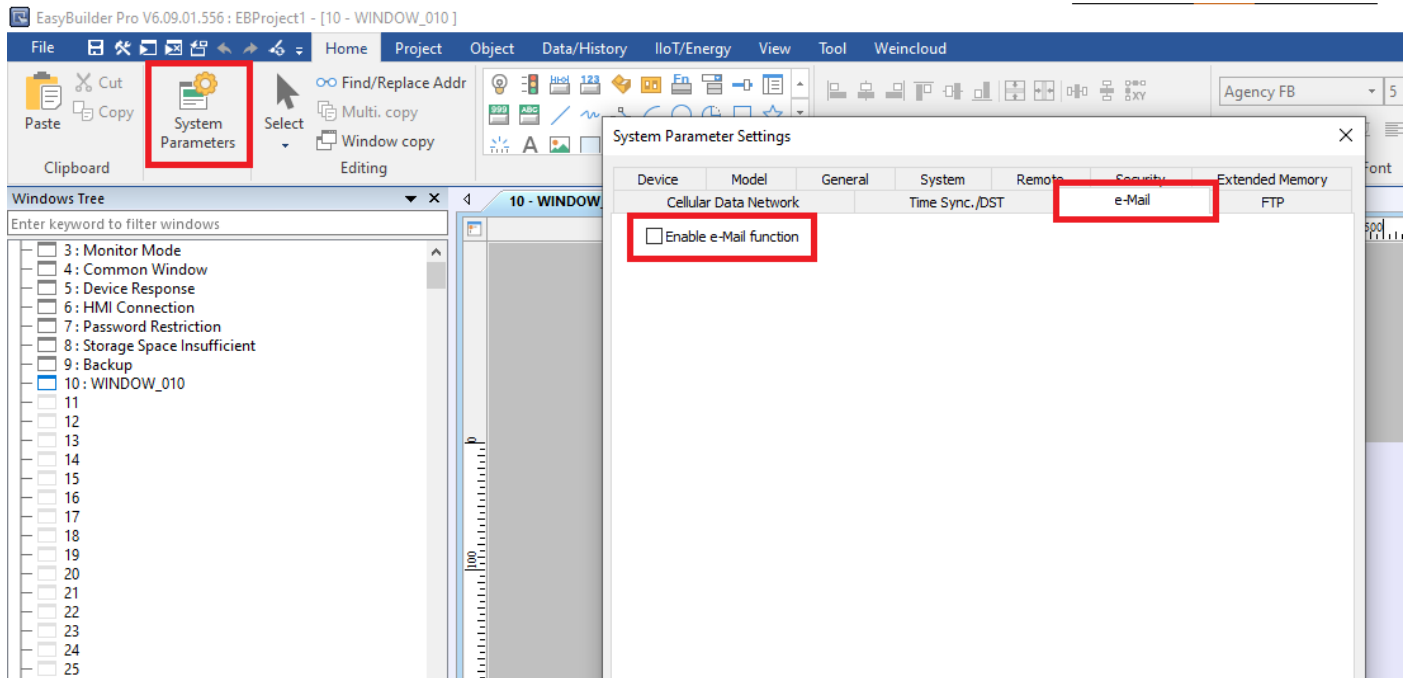 EasyBuilder Pro V6.09.01.556 : EBProject1 - [10 - WINDOW_010 ]
File Home Project Object Data/History IIoT/Energy View Tool Weincloud
Paste
Cut
Copy
Clipboard
System
Parameters
Select
Find/Replace Addr
Multi. copy
Window copy
Editing
Agency FB
5
Font
Windows Tree
Enter keyword to filter windows
3 : Monitor Mode
4 : Common Window
5 : Device Response
6 : HMI Connection
7 : Password Restriction
8 : Storage Space Insufficient
9 : Backup
10 : WINDOW_010
11
12
13
14
15
16
17
18
19
20
21
22
23
24
25
10 - WINDOW_
0
100
500
System Parameter Settings
Device Model General System Remote Security Extended Memory
Cellular Data Network Time Sync./DST e-Mail FTP
Enable e-Mail function